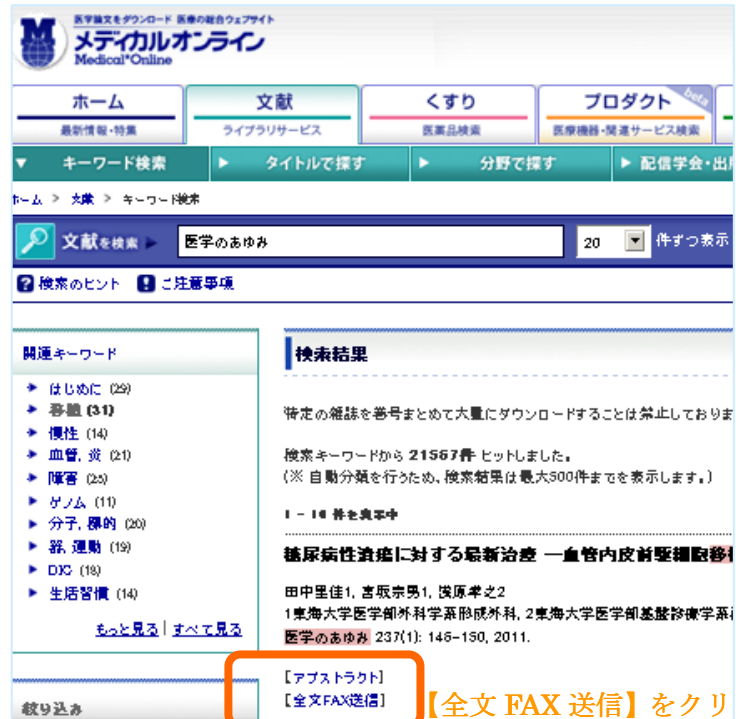 医学論文をダウンロード 医療の総合ウェブサイト
メディカルオンライン
Medical*Online
ホーム
最新情報・特集
文献
ライブラリサービス
くすり
医薬品検索
プロダクト
beta
医療機器・関連サービス検索
▼ キーワード検索
▶ タイトルで探す
▶ 分野で探す
▶ 配信学会・出
ホーム > 文献 > キーワード検索
文献を検索
医学のあゆみ
20
件ずつ表示
検索のヒント
ご注意事項
関連キーワード
はじめに (29)
移植 (31)
慢性 (14)
血管, 炎 (21)
障害 (25)
ゲノム (11)
分子, 標的 (20)
器, 運動 (19)
DIC (18)
生活習慣 (14)
もっと見る | すべて見る
絞り込み
検索結果
特定の雑誌を巻号まとめて大量にダウンロードすることは禁止しておりま
検索キーワードから 21567件 ヒットしました。
(※ 自動分類を行うため、検索結果は最大500件までを表示します。)
件を表示中
糖尿病性潰瘍に対する最新治療 ―血管内皮前駆細胞移
田中里佳1, 宮坂宗男1,
1東海大学医学部外科学系形成外科, 2東海大学医学部基盤診療学系
医学のあゆみ 237(1): 146-150, 2011.
[アブストラクト]
[全文FAX送信]
【全文 FAX 送信】をクリ